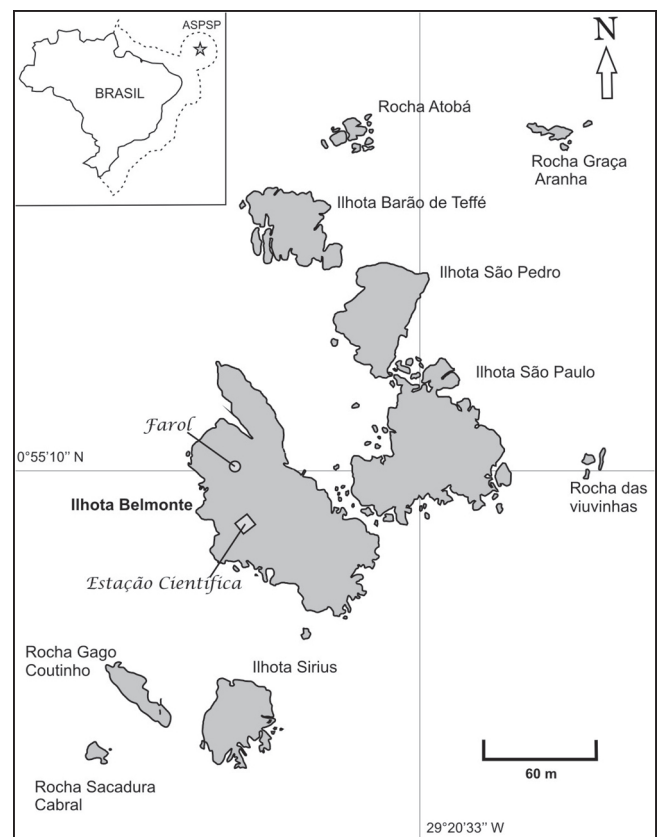 ASPSP
BRASIL
N
Rocha Atobá
Rocha Graça
Aranha
Ilhota Barão de Teffé
Ilhota São Pedro
Ilhota São Paulo
Farol
0°55'10'' N
Rocha das
viuvinhas
Ilhota Belmonte
Estação Científica
Rocha Gago
Coutinho
Ilhota Sirius
60 m
Rocha Sacadura
Cabral
29°20'33'' W